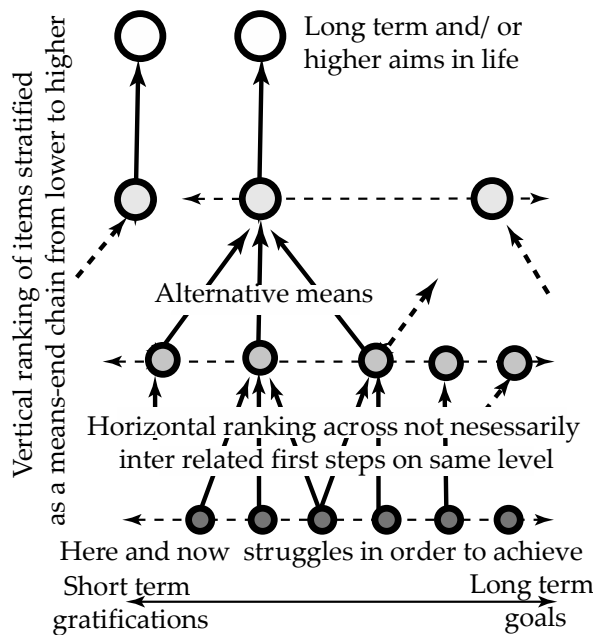 Long term and/ or
higher aims in life
Vertical ranking of items stratified
as a means-end chain from lower to higher
Alternative means
Horizontal ranking across not nesessarily
inter related first steps on same level
Here and now struggles in order to achieve
Short term
gratifications
Long term
goals